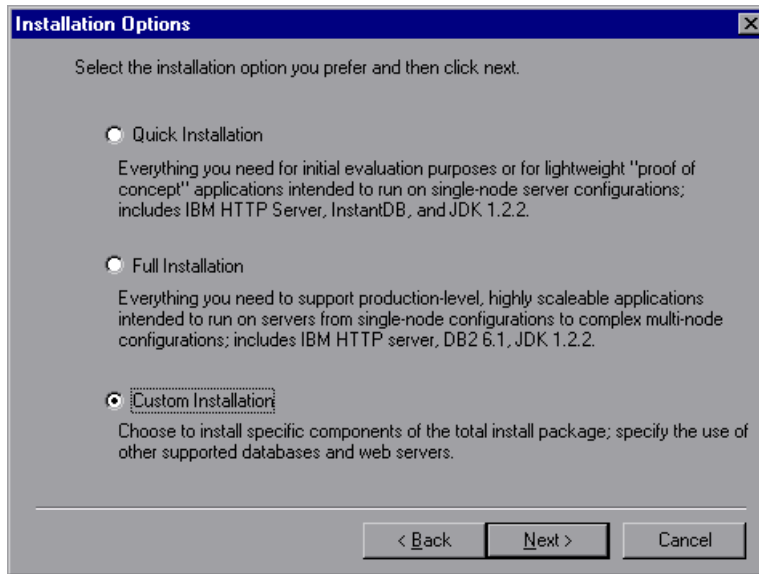 Installation Options
Select the installation option you prefer and then click next.
Quick Installation
Everything you need for initial evaluation purposes or for lightweight "proof of
concept" applications intended to run on single-node server configurations;
includes IBM HTTP Server, InstantDB, and JDK 1.2.2.
Full Installation
Everything you need to support production-level, highly scaleable applications
intended to run on servers from single-node configurations to complex multi-node
configurations; includes IBM HTTP server, DB2 6.1, JDK 1.2.2.
Custom Installation
Choose to install specific components of the total install package; specify the use of
other supported databases and web servers.
< Back Next > Cancel